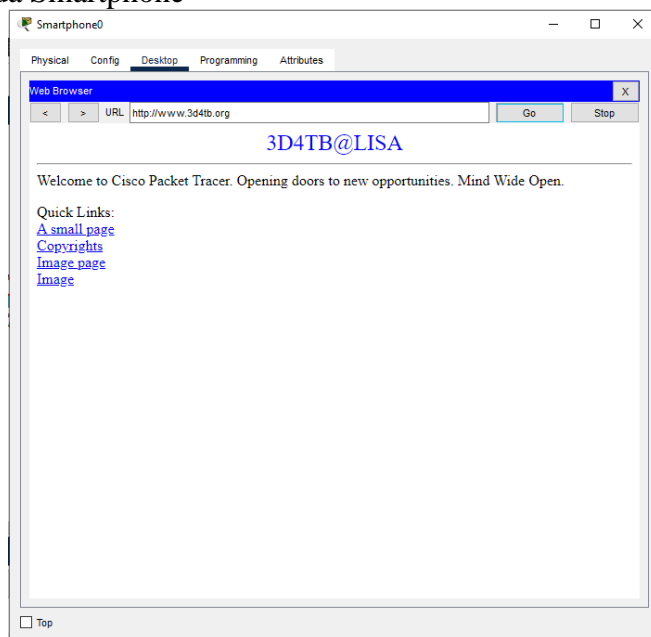 Smartphone
Smartphone0
Physical Config Desktop Programming Attributes
Web Browser X
< > URL http://www.3d4tb.org Go Stop
3D4TB@LISA
Welcome to Cisco Packet Tracer. Opening doors to new opportunities. Mind Wide Open.
Quick Links:
A small page
Copyrights
Image page
Image
Top